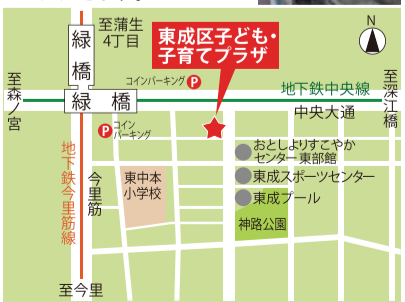 N
至蒲生
4丁目
東成区子ども・
子育てプラザ
緑橋
コインパーキング P
至森ノ宮
緑橋
地下鉄中央線
中央大通
至深江橋
P コイン
パーキング
おとしよりすこやか
センター東部館
東成スポーツセンター
東成プール
神路公園
東中本
小学校
今里筋
地下鉄今里筋線
至今里